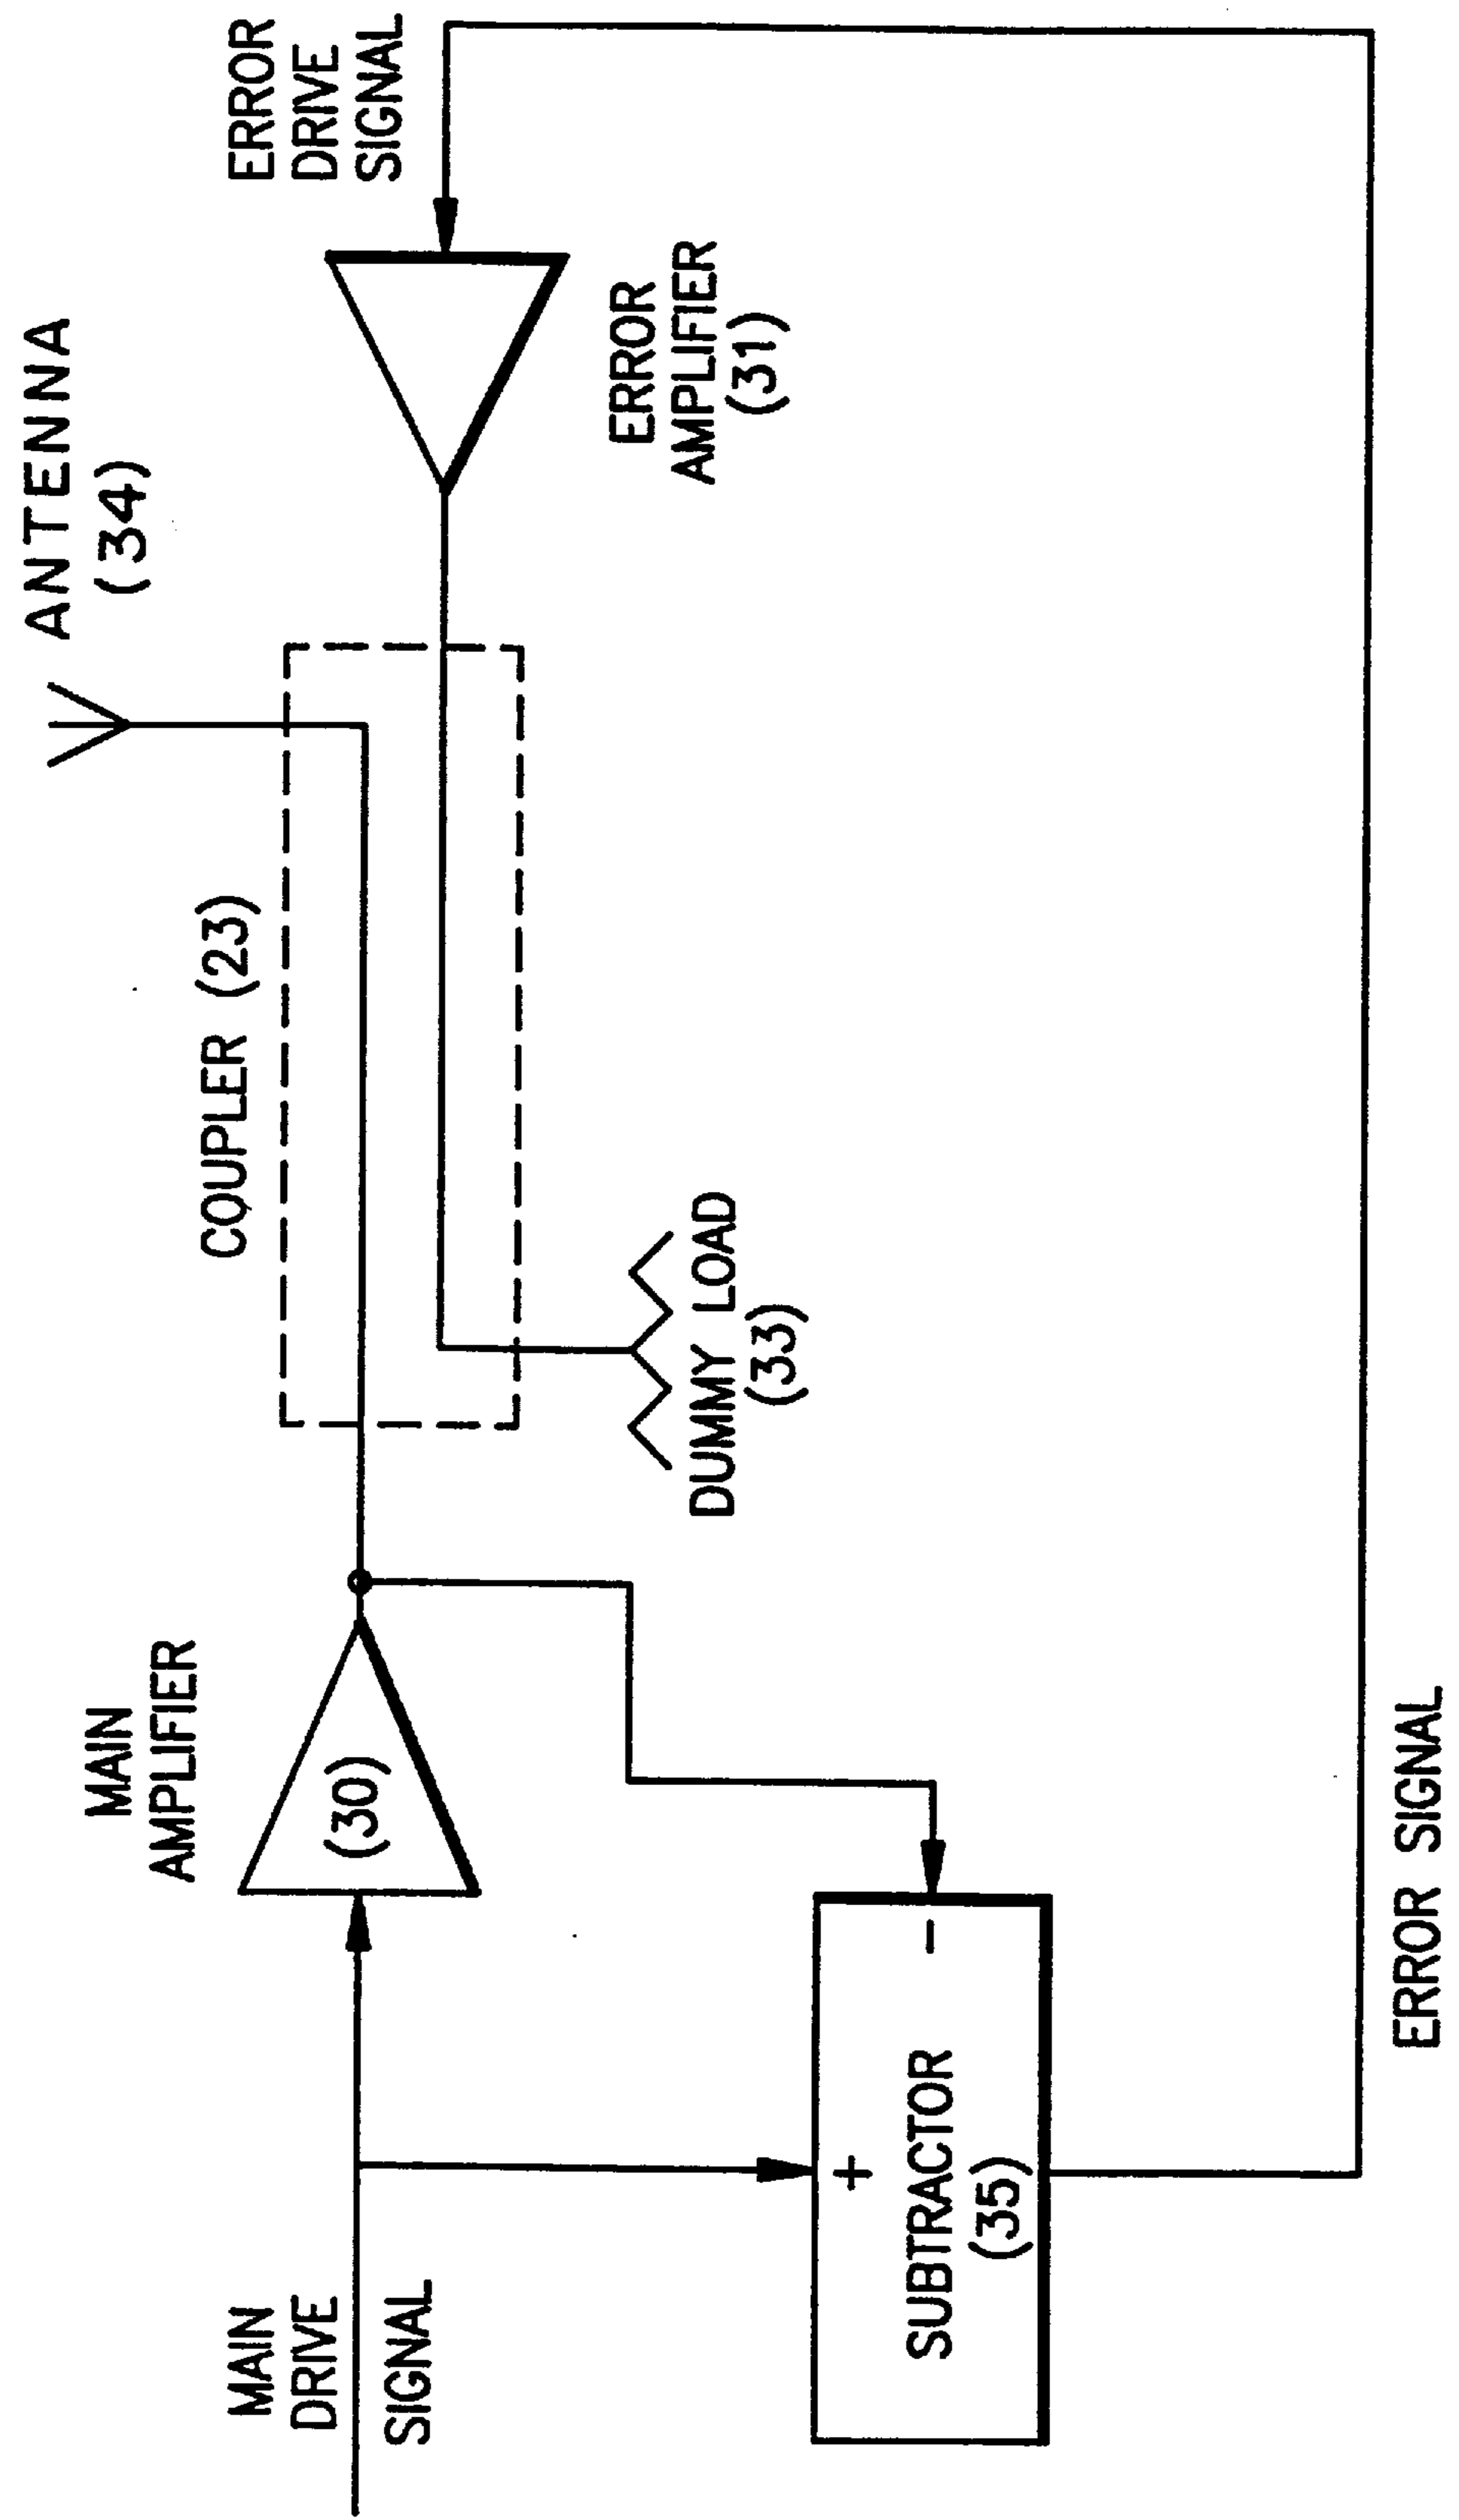 MAIN
DRIVE
SIGNAL
MAIN
AMPLIFIER
(30)
COUPLER (23)
ANTENNA
(34)
ERROR
DRIVE
SIGNAL
ERROR
AMPLIFIER
(31)
DUMMY LOAD
(33)
+
−
SUBTRACTOR
(35)
ERROR SIGNAL